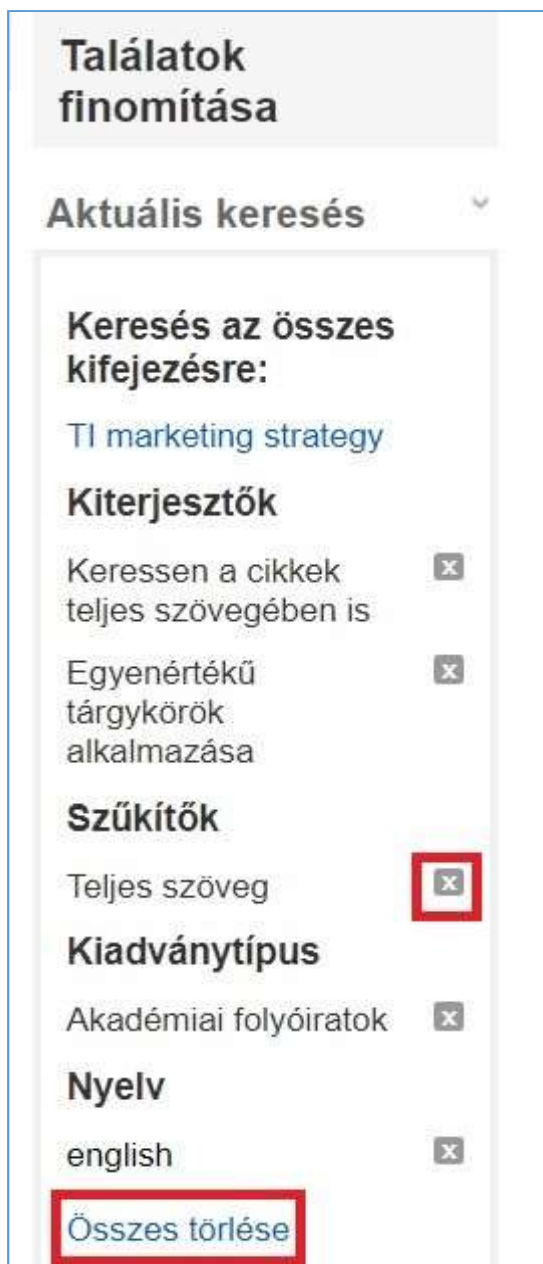 Találatok
finomítása
Aktuális keresés
Keresés az összes
kifejezésre:
TI marketing strategy
Kiterjesztők
Keressen a cikkek
teljes szövegében is
Egyenértékű
tárgykörök
alkalmazása
Szűkítők
Teljes szöveg
Kiadványtípus
Akadémiai folyóiratok
Nyelv
english
Összes törlése